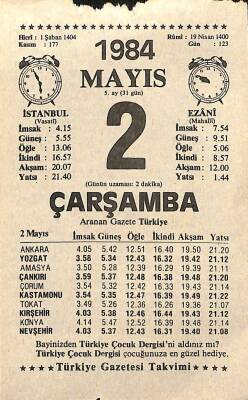 Hicrî : 1 Şaban 1404
Kasım : 177
Rûmî : 19 Nisan 1400
Gün : 123
1984
MAYIS
5. ay (31 gün)
2
İSTANBUL
(Vasatî)
İmsak : 4.15
Güneş : 5.55
Öğle : 13.06
İkindi : 16.57
Akşam : 20.07
Yatsı : 21.40
EZANÎ
(Mahallî)
İmsak : 7.54
Güneş : 9.51
Öğle : 5.06
İkindi : 8.57
Akşam : 12.00
Yatsı : 1.44
(Günün uzaması: 2 dakika)
ÇARŞAMBA
Aranan Gazete Türkiye
2 Mayıs İmsak Güneş Öğle İkindi Akşam Yatsı
ANKARA 4.05 5.42 12.51 16.40 19.50 21.20
YOZGAT 3.58 5.34 12.43 16.33 19.42 21.12
AMASYA 3.50 5.28 12.39 16.29 19.39 21.11
ÇANKIRI 3.59 5.37 12.48 16.38 19.48 21.20
ÇORUM 3.54 5.32 12.42 16.33 19.43 21.14
KASTAMONU 3.54 5.35 12.47 16.39 19.49 21.22
TOKAT 3.49 5.26 12.36 16.26 19.36 21.07
KIRŞEHİR 4.03 5.38 12.46 16.34 19.43 21.12
KONYA 4.14 5.47 12.52 16.39 19.48 21.14
NEVŞEHİR 4.03 5.37 12.43 16.31 19.40 21.08
Bayinizden Türkiye Çocuk Dergisi'ni aldınız mı?
Türkiye Çocuk Dergisi çocuğunuza en güzel hediye.
★★★ Türkiye Gazetesi Takvimi ★★★